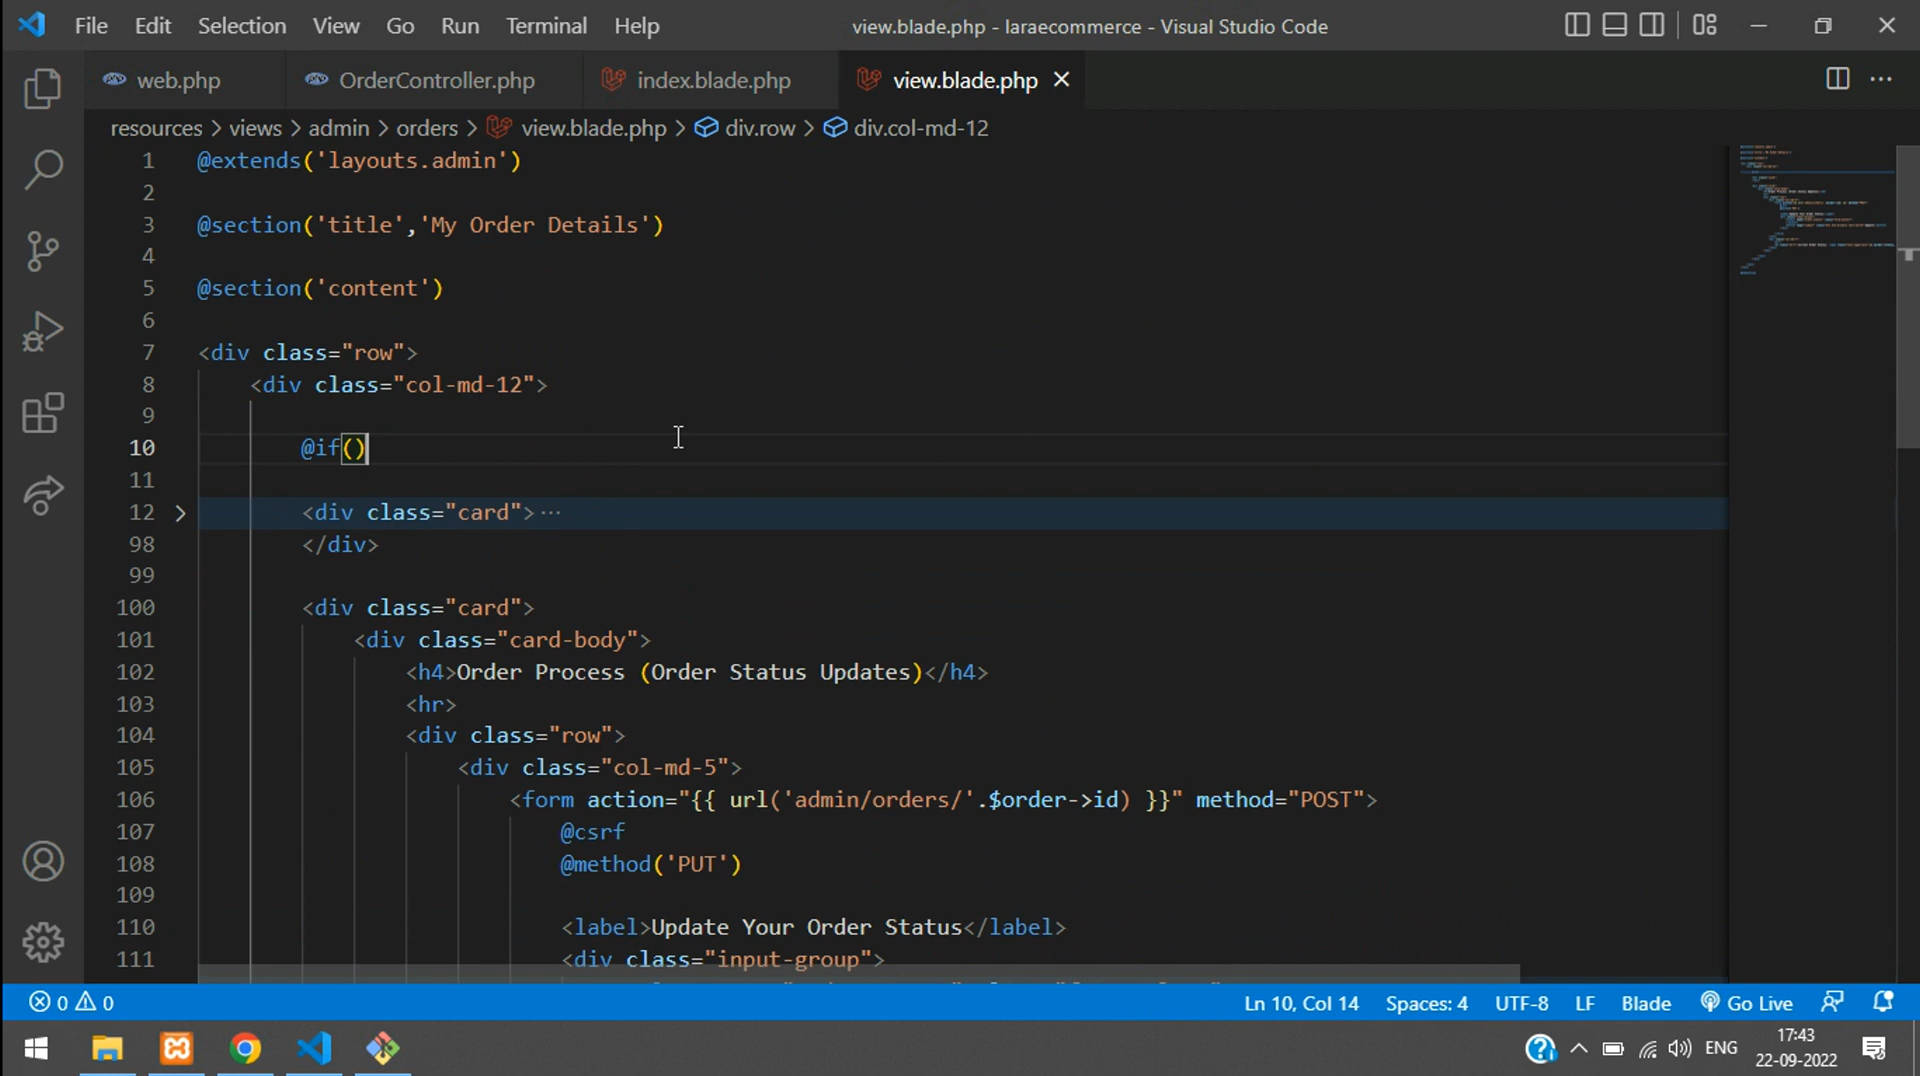 File Edit Selection View Go Run Terminal Help view.blade.php - laraecommerce - Visual Studio Code
web.php OrderController.php index.blade.php view.blade.php
resources > views > admin > orders > view.blade.php > div.row > div.col-md-12
1 @extends('layouts.admin')
2
3 @section('title','My Order Details')
4
5 @section('content')
6
7 <div class="row">
8 <div class="col-md-12">
9
10 @if()
11
12 <div class="card">···
98 </div>
99
100 <div class="card">
101 <div class="card-body">
102 <h4>Order Process (Order Status Updates)</h4>
103 <hr>
104 <div class="row">
105 <div class="col-md-5">
106 <form action="{{ url('admin/orders/'.$order->id) }}" method="POST">
107 @csrf
108 @method('PUT')
109
110 <label>Update Your Order Status</label>
111 <div class="input-group">
0 0 Ln 10, Col 14 Spaces: 4 UTF-8 LF Blade Go Live
ENG 17:43
22-09-2022